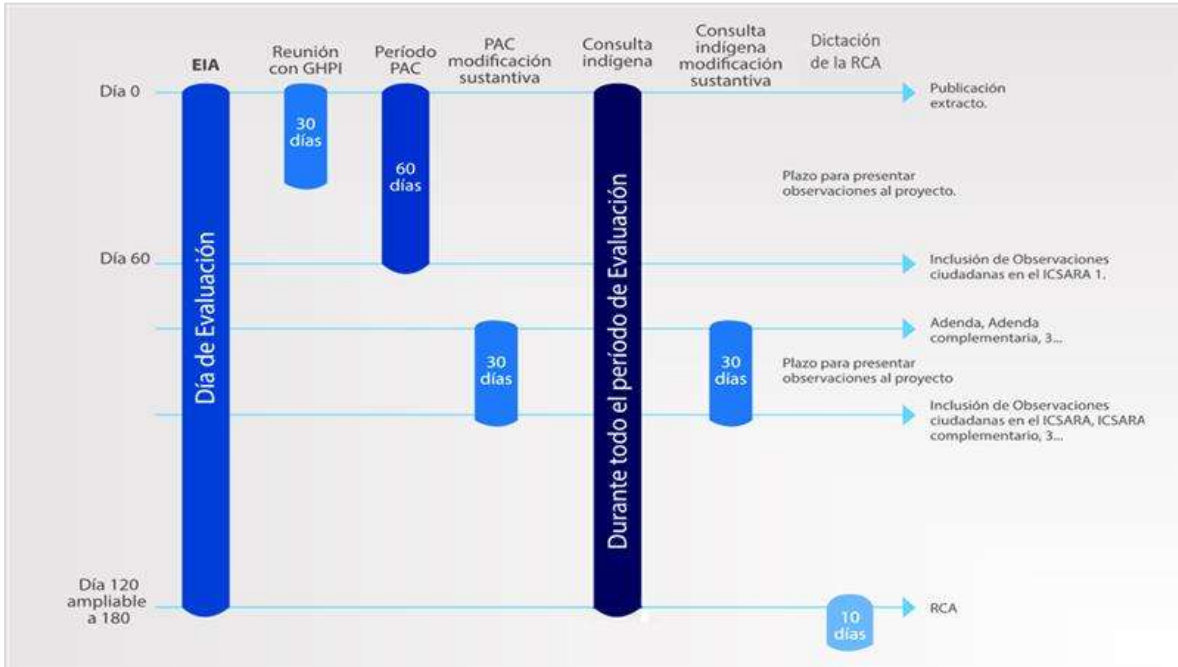 EIA
Reunión
con GHPI
Período
PAC
PAC
modificación
sustantiva
Consulta
indígena
Consulta
indígena
modificación
sustantiva
Dictación
de la RCA
Día 0
Publicación
extracto.
30
días
60
días
Plazo para presentar
observaciones al proyecto.
Día de Evaluación
Durante todo el período de Evaluación
Día 60
Inclusión de Observaciones
ciudadanas en el ICSARA 1.
Adenda, Adenda
complementaria, 3...
30
días
30
días
Plazo para presentar
observaciones al proyecto
Inclusión de Observaciones
ciudadanas en el ICSARA, ICSARA
complementario, 3...
Día 120
ampliable
a 180
RCA
10
días